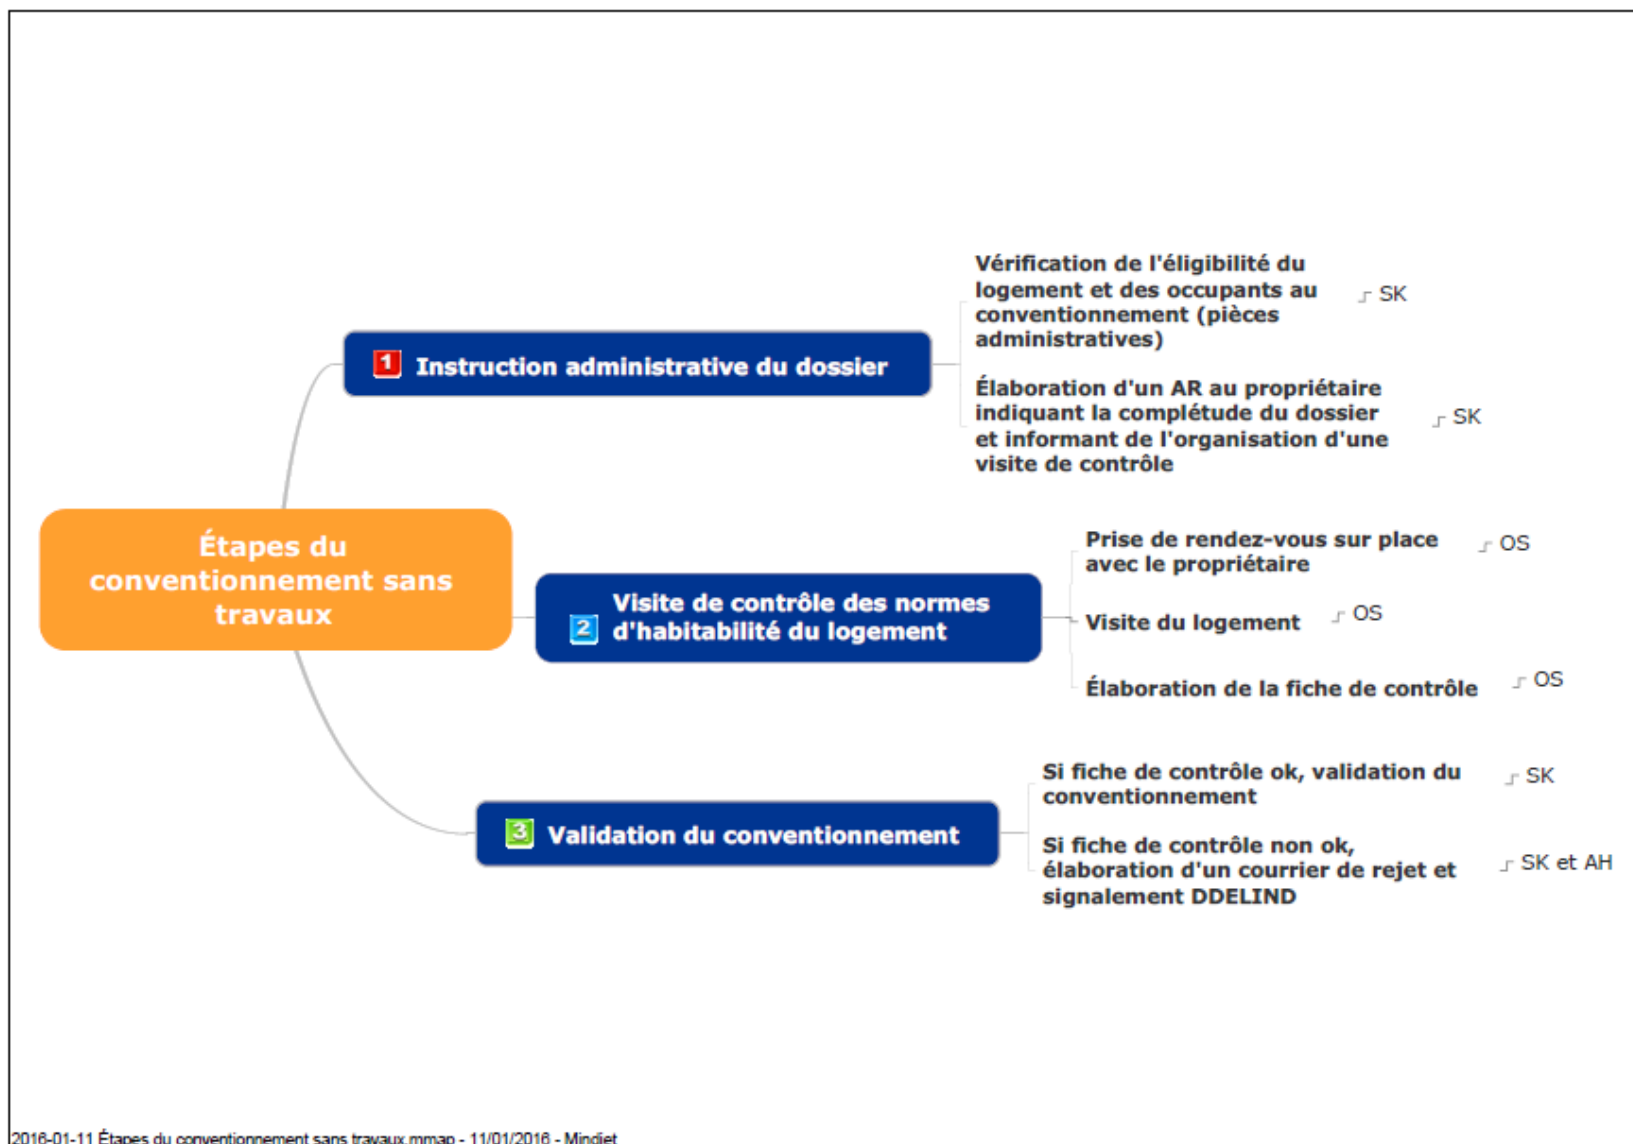 Étapes du
conventionnement sans
travaux
1 Instruction administrative du dossier
Vérification de l'éligibilité du
logement et des occupants au
conventionnement (pièces
administratives)
SK
Élaboration d'un AR au propriétaire
indiquant la complétude du dossier
et informant de l'organisation d'une
visite de contrôle
SK
2 Visite de contrôle des normes
d'habitabilité du logement
Prise de rendez-vous sur place
avec le propriétaire
OS
Visite du logement
OS
Élaboration de la fiche de contrôle
OS
3 Validation du conventionnement
Si fiche de contrôle ok, validation du
conventionnement
SK
Si fiche de contrôle non ok,
élaboration d'un courrier de rejet et
signalement DDELIND
SK et AH
2016-01-11 Étapes du conventionnement sans travaux.mmap - 11/01/2016 - Mindjet